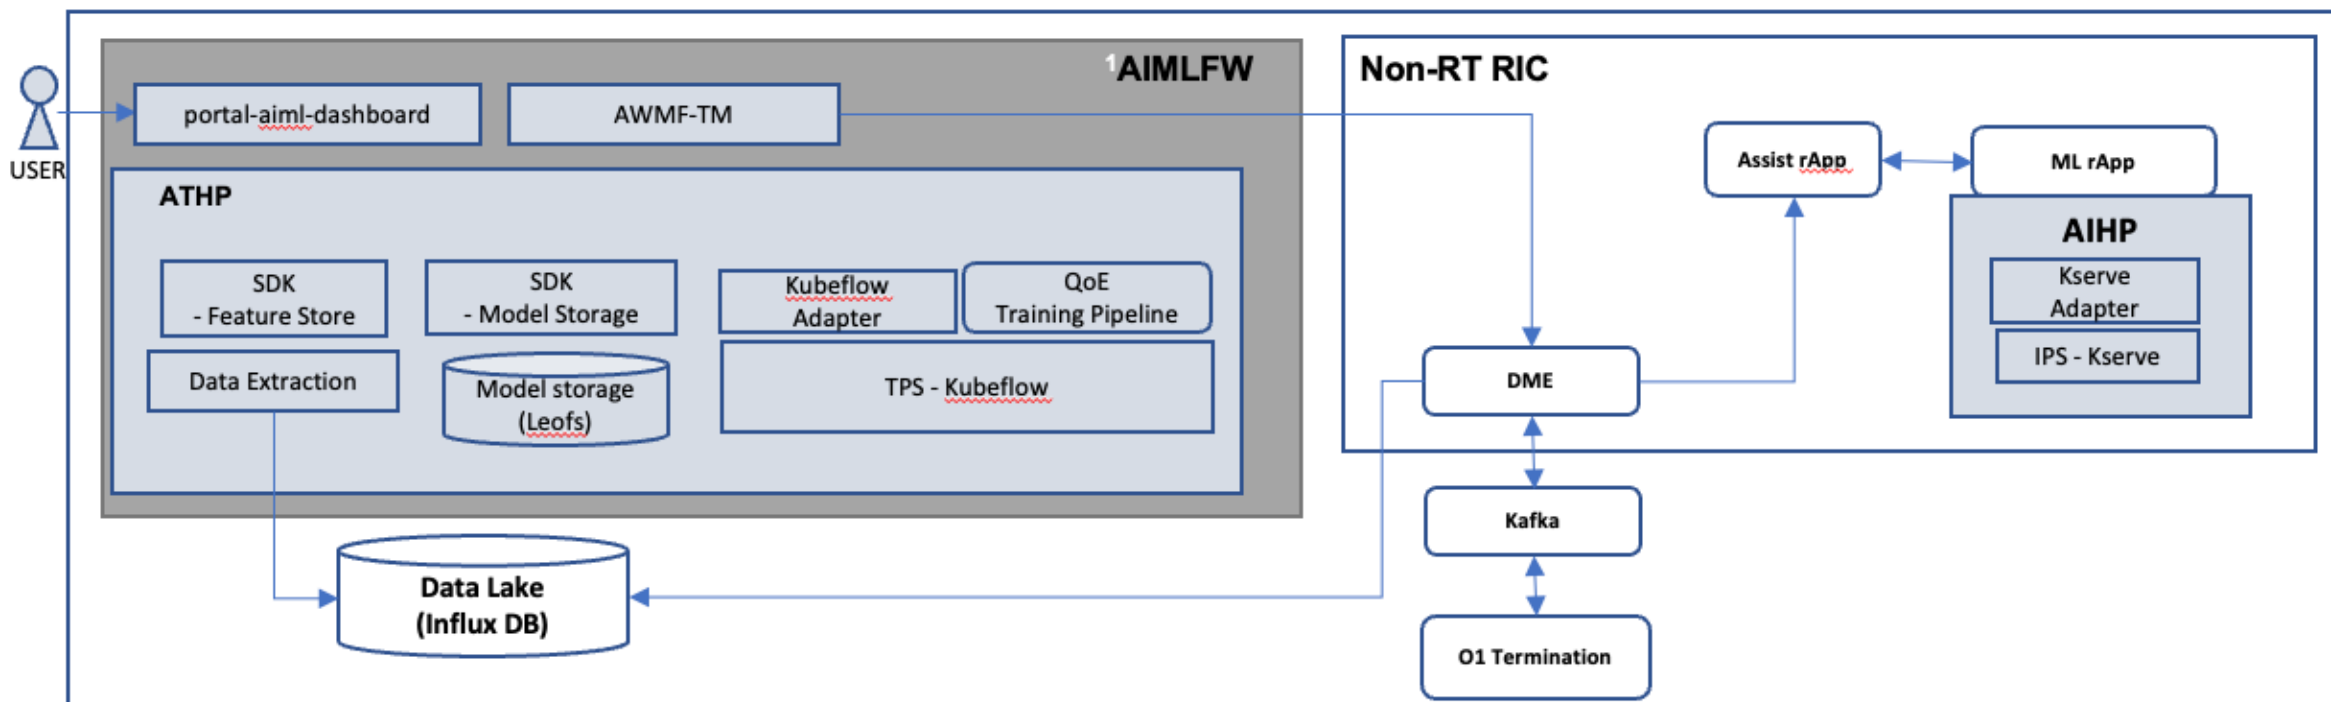 ¹AIMLFW
Non-RT RIC
USER
portal-aiml-dashboard
AWMF-TM
ATHP
SDK
- Feature Store
SDK
- Model Storage
Kubeflow
Adapter
QoE
Training Pipeline
Data Extraction
Model storage
(Leofs)
TPS - Kubeflow
Data Lake
(Influx DB)
Assist rApp
ML rApp
AIHP
Kserve
Adapter
IPS - Kserve
DME
Kafka
O1 Termination